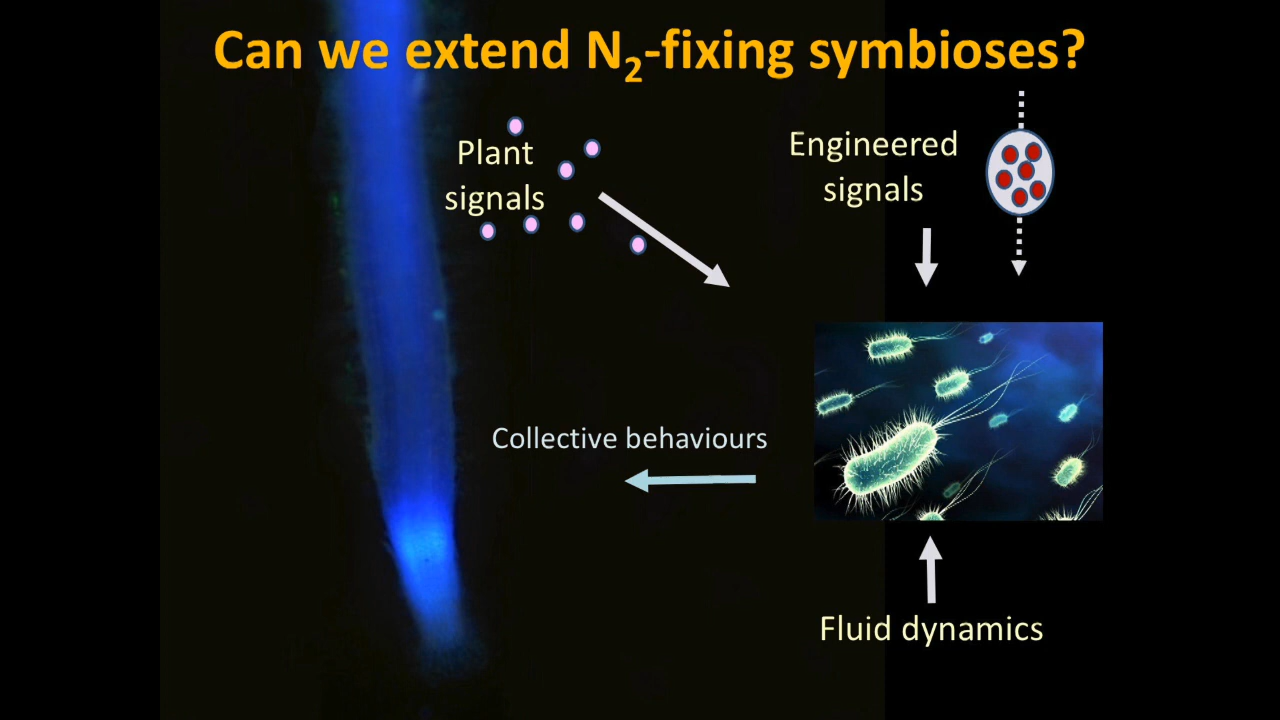 Can we extend N₂-fixing symbioses?
Plant
signals
Engineered
signals
Collective behaviours
Fluid dynamics